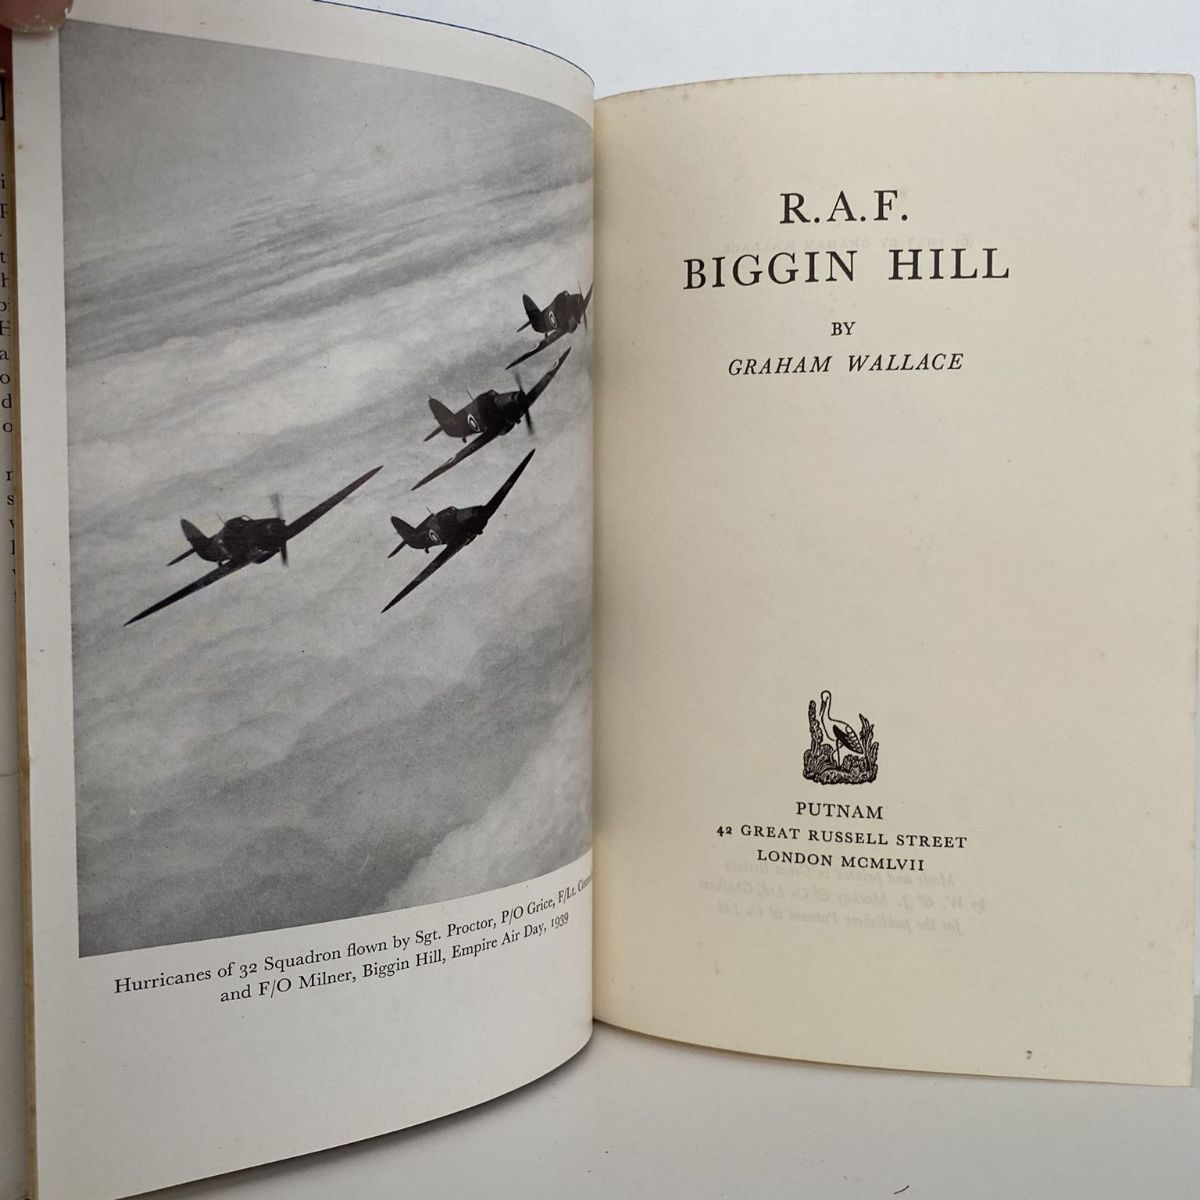 Hurricanes of 32 Squadron flown by Sgt. Proctor, P/O Grice, F/Lt.
and F/O Milner, Biggin Hill, Empire Air Day, 1939
R.A.F.
BIGGIN HILL
BY
GRAHAM WALLACE
PUTNAM
42 GREAT RUSSELL STREET
LONDON MCMLVII